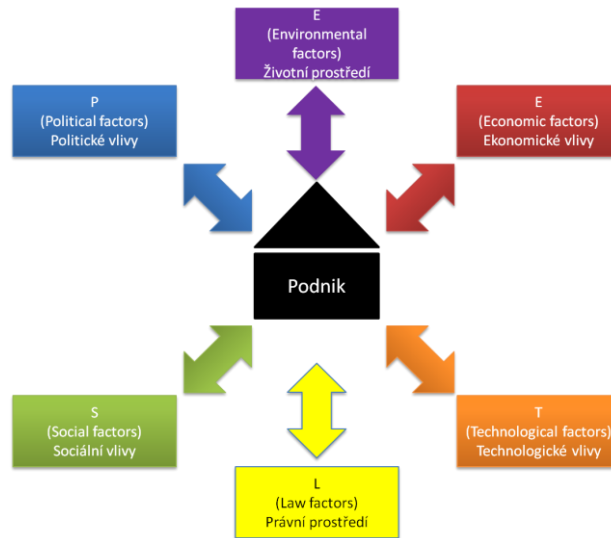 E
(Environmental
factors)
Životní prostředí
P
(Political factors)
Politické vlivy
E
(Economic factors)
Ekonomické vlivy
Podnik
S
(Social factors)
Sociální vlivy
T
(Technological factors)
Technologické vlivy
L
(Law factors)
Právní prostředí